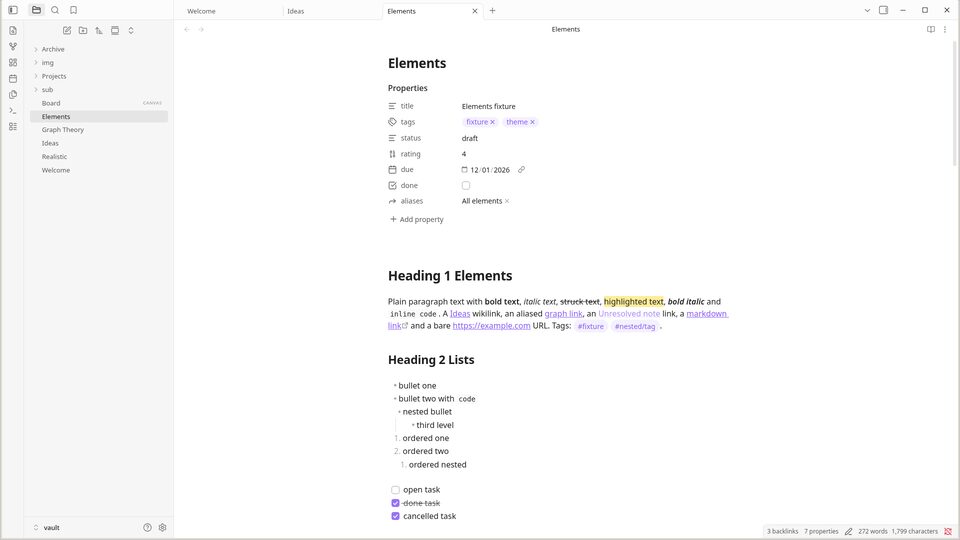 Welcome
Ideas
Elements
Elements
Archive
img
Projects
sub
Board CANVAS
Elements
Graph Theory
Ideas
Realistic
Welcome
vault
Elements
Properties
title Elements fixture
tags fixture theme
status draft
rating 4
due 12/01/2026
done
aliases All elements
Add property
Heading 1 Elements
Plain paragraph text with bold text, italic text, struck text, highlighted text, bold italic and
inline code. A Ideas wikilink, an aliased graph link, an Unresolved note link, a markdown
link and a bare https://example.com URL. Tags: #fixture #nested/tag .
Heading 2 Lists
bullet one
bullet two with code
nested bullet
third level
1. ordered one
2. ordered two
1. ordered nested
open task
done task
cancelled task
3 backlinks 7 properties 272 words 1,799 characters